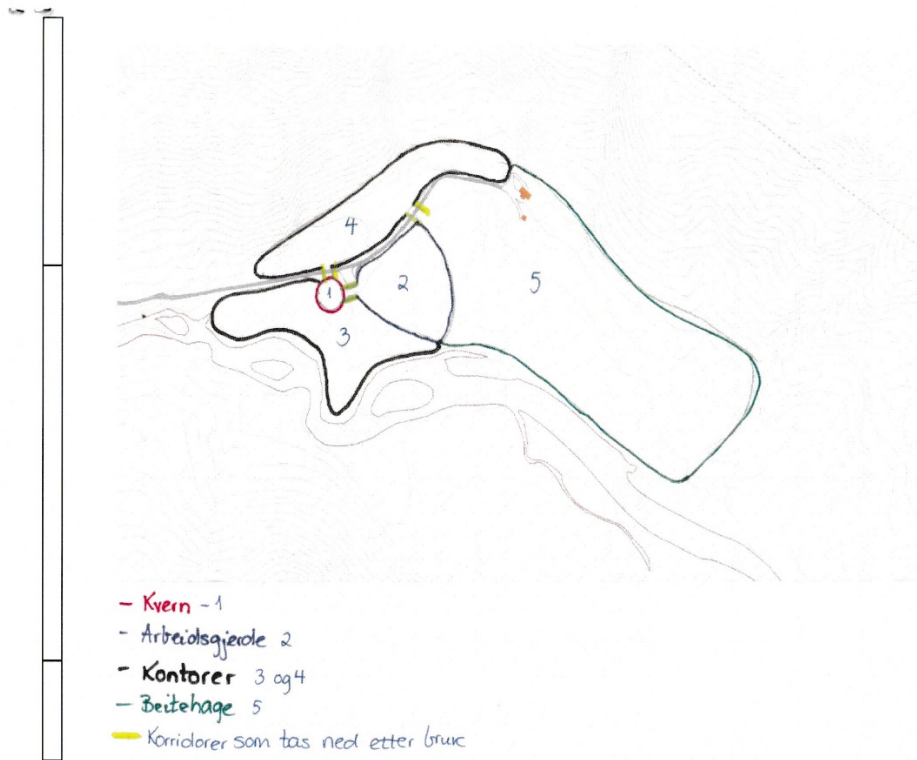 4
1
2
5
3
- Kvern - 1
- Arbeidsgjerde 2
- Kontorer 3 og 4
- Beitehage 5
- Korridorer som tas ned etter bruk